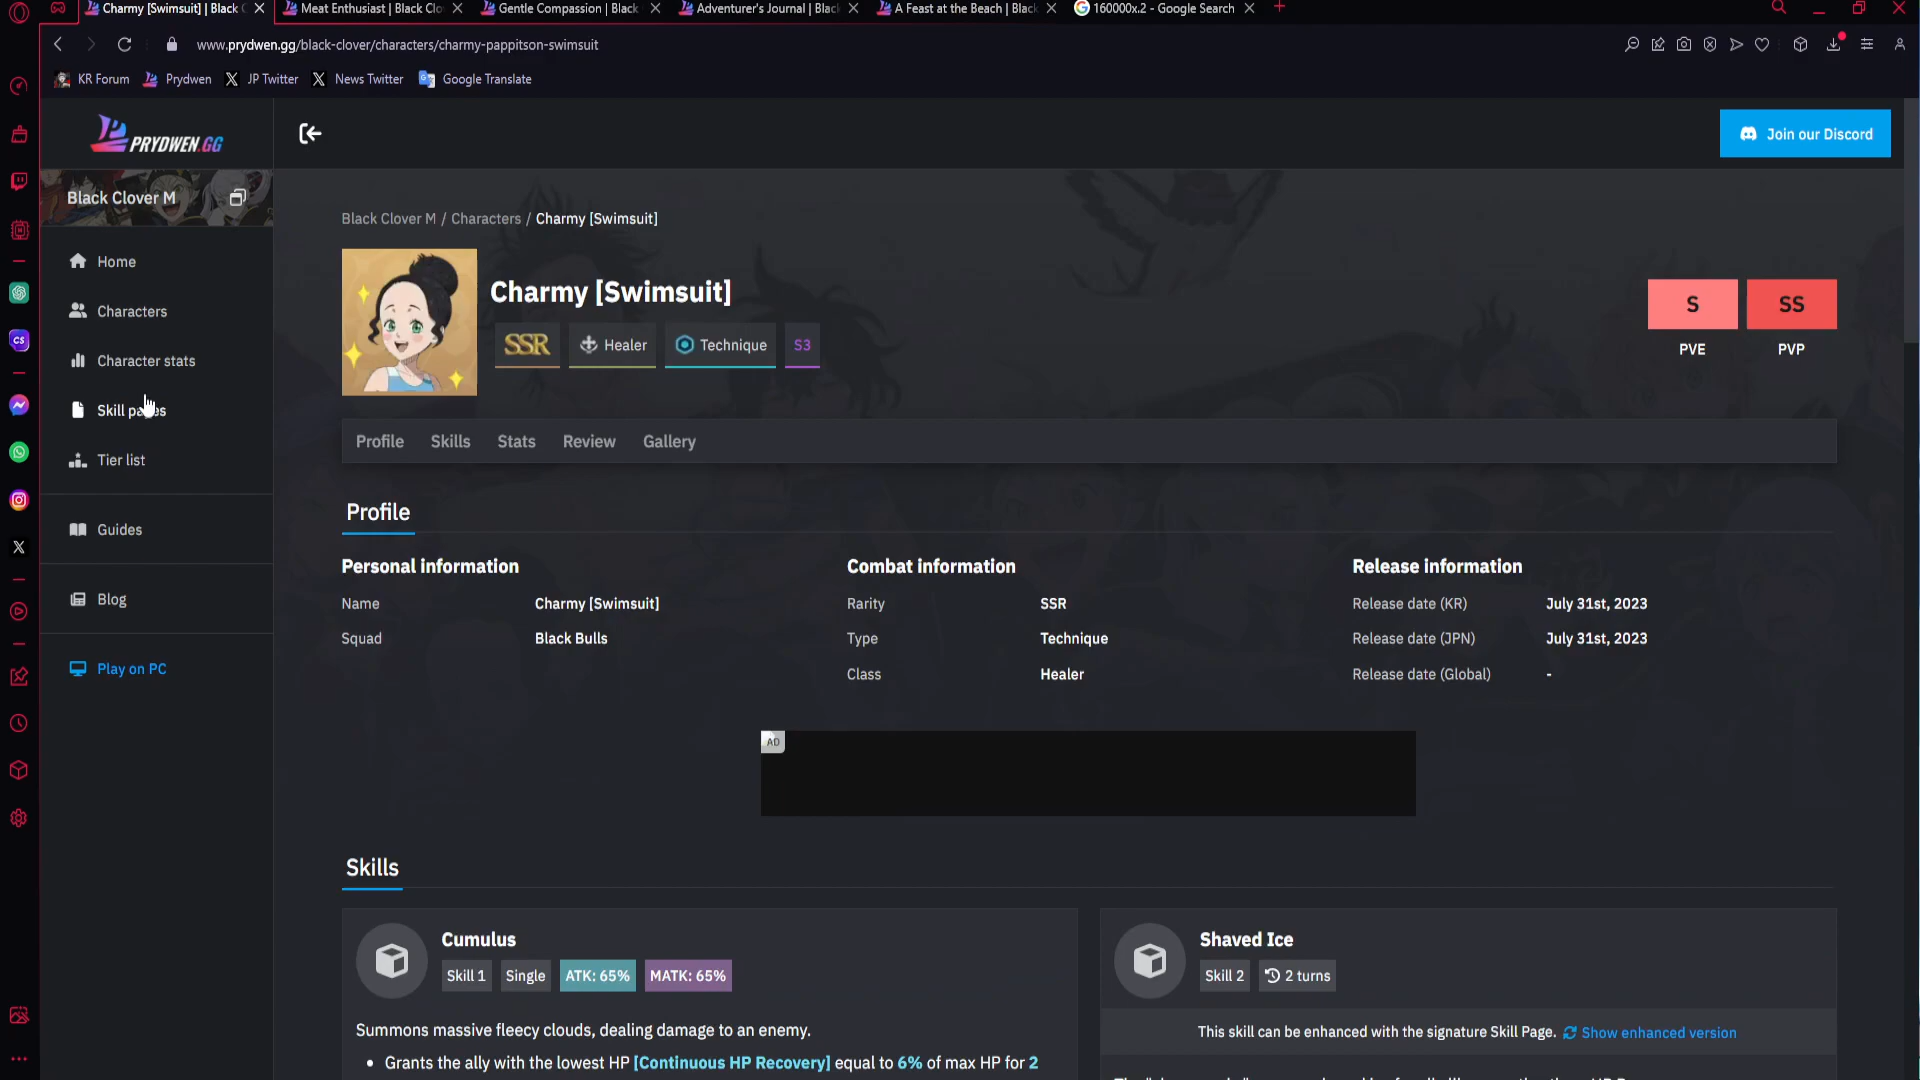 Charmy [Swimsuit] | Black C
Meat Enthusiast | Black Clo
Gentle Compassion | Black
Adventurer's Journal | Black
A Feast at the Beach | Black
160000x.2 - Google Search
www.prydwen.gg/black-clover/characters/charmy-pappitson-swimsuit
KR Forum
Prydwen
JP Twitter
News Twitter
Google Translate
PRYDWEN.GG
Join our Discord
Black Clover M
Home
Characters
Character stats
Skill pages
Tier list
Guides
Blog
Play on PC
CS
Black Clover M / Characters / Charmy [Swimsuit]
Charmy [Swimsuit]
SSR
Healer
Technique
S3
S
SS
PVE
PVP
Profile
Skills
Stats
Review
Gallery
Profile
Personal information
Name Charmy [Swimsuit]
Squad Black Bulls
Combat information
Rarity SSR
Type Technique
Class Healer
Release information
Release date (KR) July 31st, 2023
Release date (JPN) July 31st, 2023
Release date (Global) -
AD
Skills
Cumulus
Skill 1 Single ATK: 65% MATK: 65%
Summons massive fleecy clouds, dealing damage to an enemy.
• Grants the ally with the lowest HP [Continuous HP Recovery] equal to 6% of max HP for 2
Shaved Ice
Skill 2 2 turns
This skill can be enhanced with the signature Skill Page. Show enhanced version